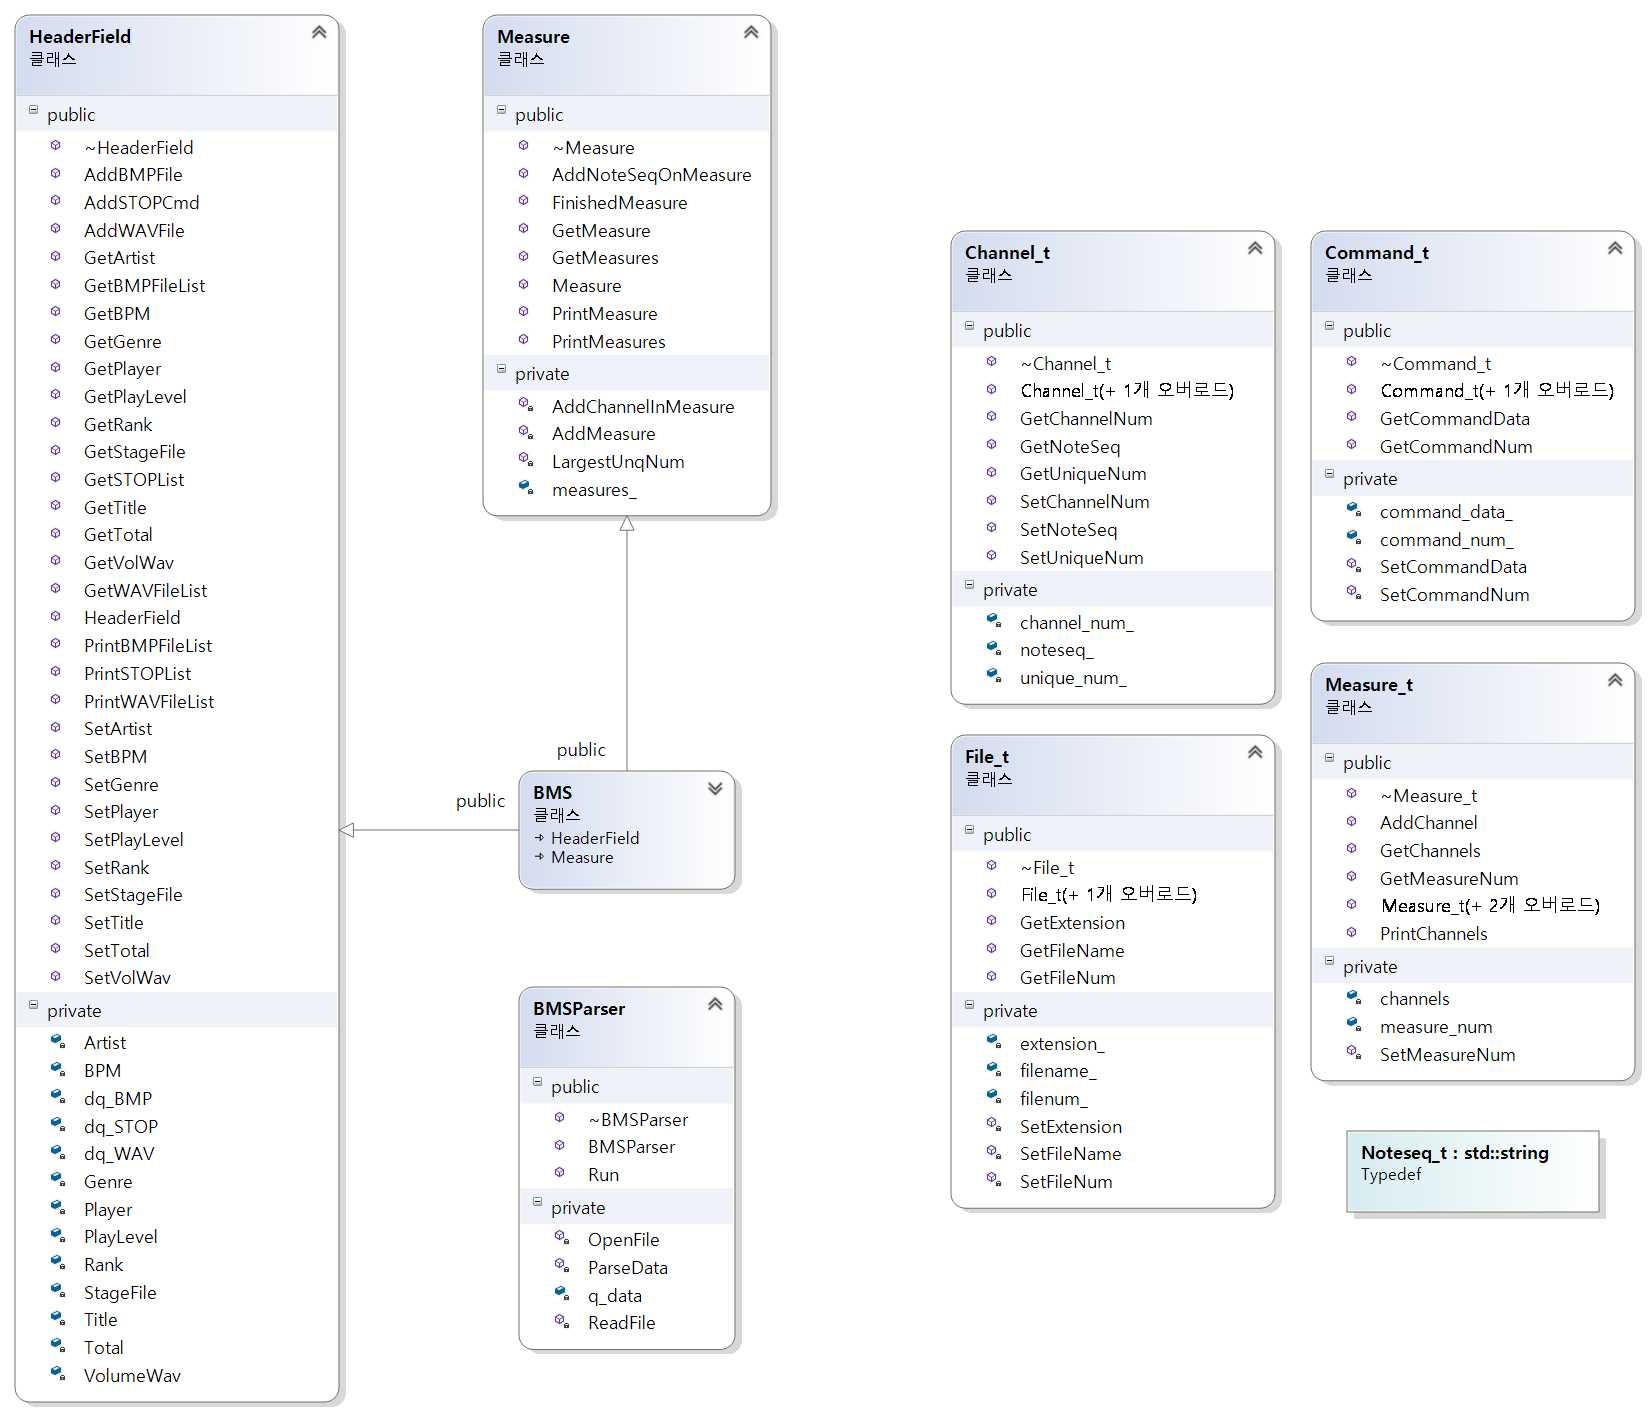 HeaderField
클래스
public
~HeaderField
AddBMPFile
AddSTOPCmd
AddWAVFile
GetArtist
GetBMPFileList
GetBPM
GetGenre
GetPlayer
GetPlayLevel
GetRank
GetStageFile
GetSTOPList
GetTitle
GetTotal
GetVolWav
GetWAVFileList
HeaderField
PrintBMPFileList
PrintSTOPList
PrintWAVFileList
SetArtist
SetBPM
SetGenre
SetPlayer
SetPlayLevel
SetRank
SetStageFile
SetTitle
SetTotal
SetVolWav
private
Artist
BPM
dq_BMP
dq_STOP
dq_WAV
Genre
Player
PlayLevel
Rank
StageFile
Title
Total
VolumeWav
Measure
클래스
public
~Measure
AddNoteSeqOnMeasure
FinishedMeasure
GetMeasure
GetMeasures
Measure
PrintMeasure
PrintMeasures
private
AddChannelInMeasure
AddMeasure
LargestUnqNum
measures_
public
public
BMS
클래스
HeaderField
Measure
BMSParser
클래스
public
~BMSParser
BMSParser
Run
private
OpenFile
ParseData
q_data
ReadFile
Channel_t
클래스
public
~Channel_t
Channel_t(+ 1개 오버로드)
GetChannelNum
GetNoteSeq
GetUniqueNum
SetChannelNum
SetNoteSeq
SetUniqueNum
private
channel_num_
noteseq_
unique_num_
File_t
클래스
public
~File_t
File_t(+ 1개 오버로드)
GetExtension
GetFileName
GetFileNum
private
extension_
filename_
filenum_
SetExtension
SetFileName
SetFileNum
Command_t
클래스
public
~Command_t
Command_t(+ 1개 오버로드)
GetCommandData
GetCommandNum
private
command_data_
command_num_
SetCommandData
SetCommandNum
Measure_t
클래스
public
~Measure_t
AddChannel
GetChannels
GetMeasureNum
Measure_t(+ 2개 오버로드)
PrintChannels
private
channels
measure_num
SetMeasureNum
Noteseq_t : std::string
Typedef